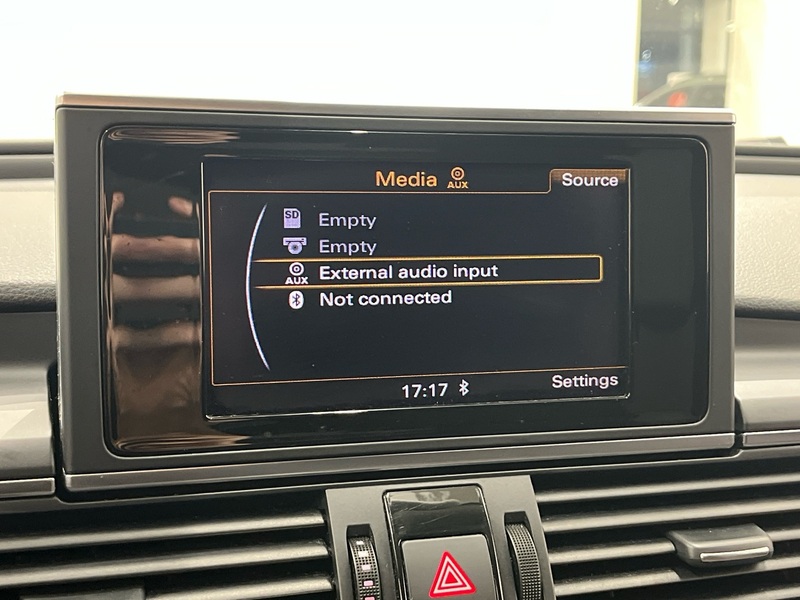 Media AUX
Source
SD Empty
Empty
AUX External audio input
Not connected
17:17
Settings